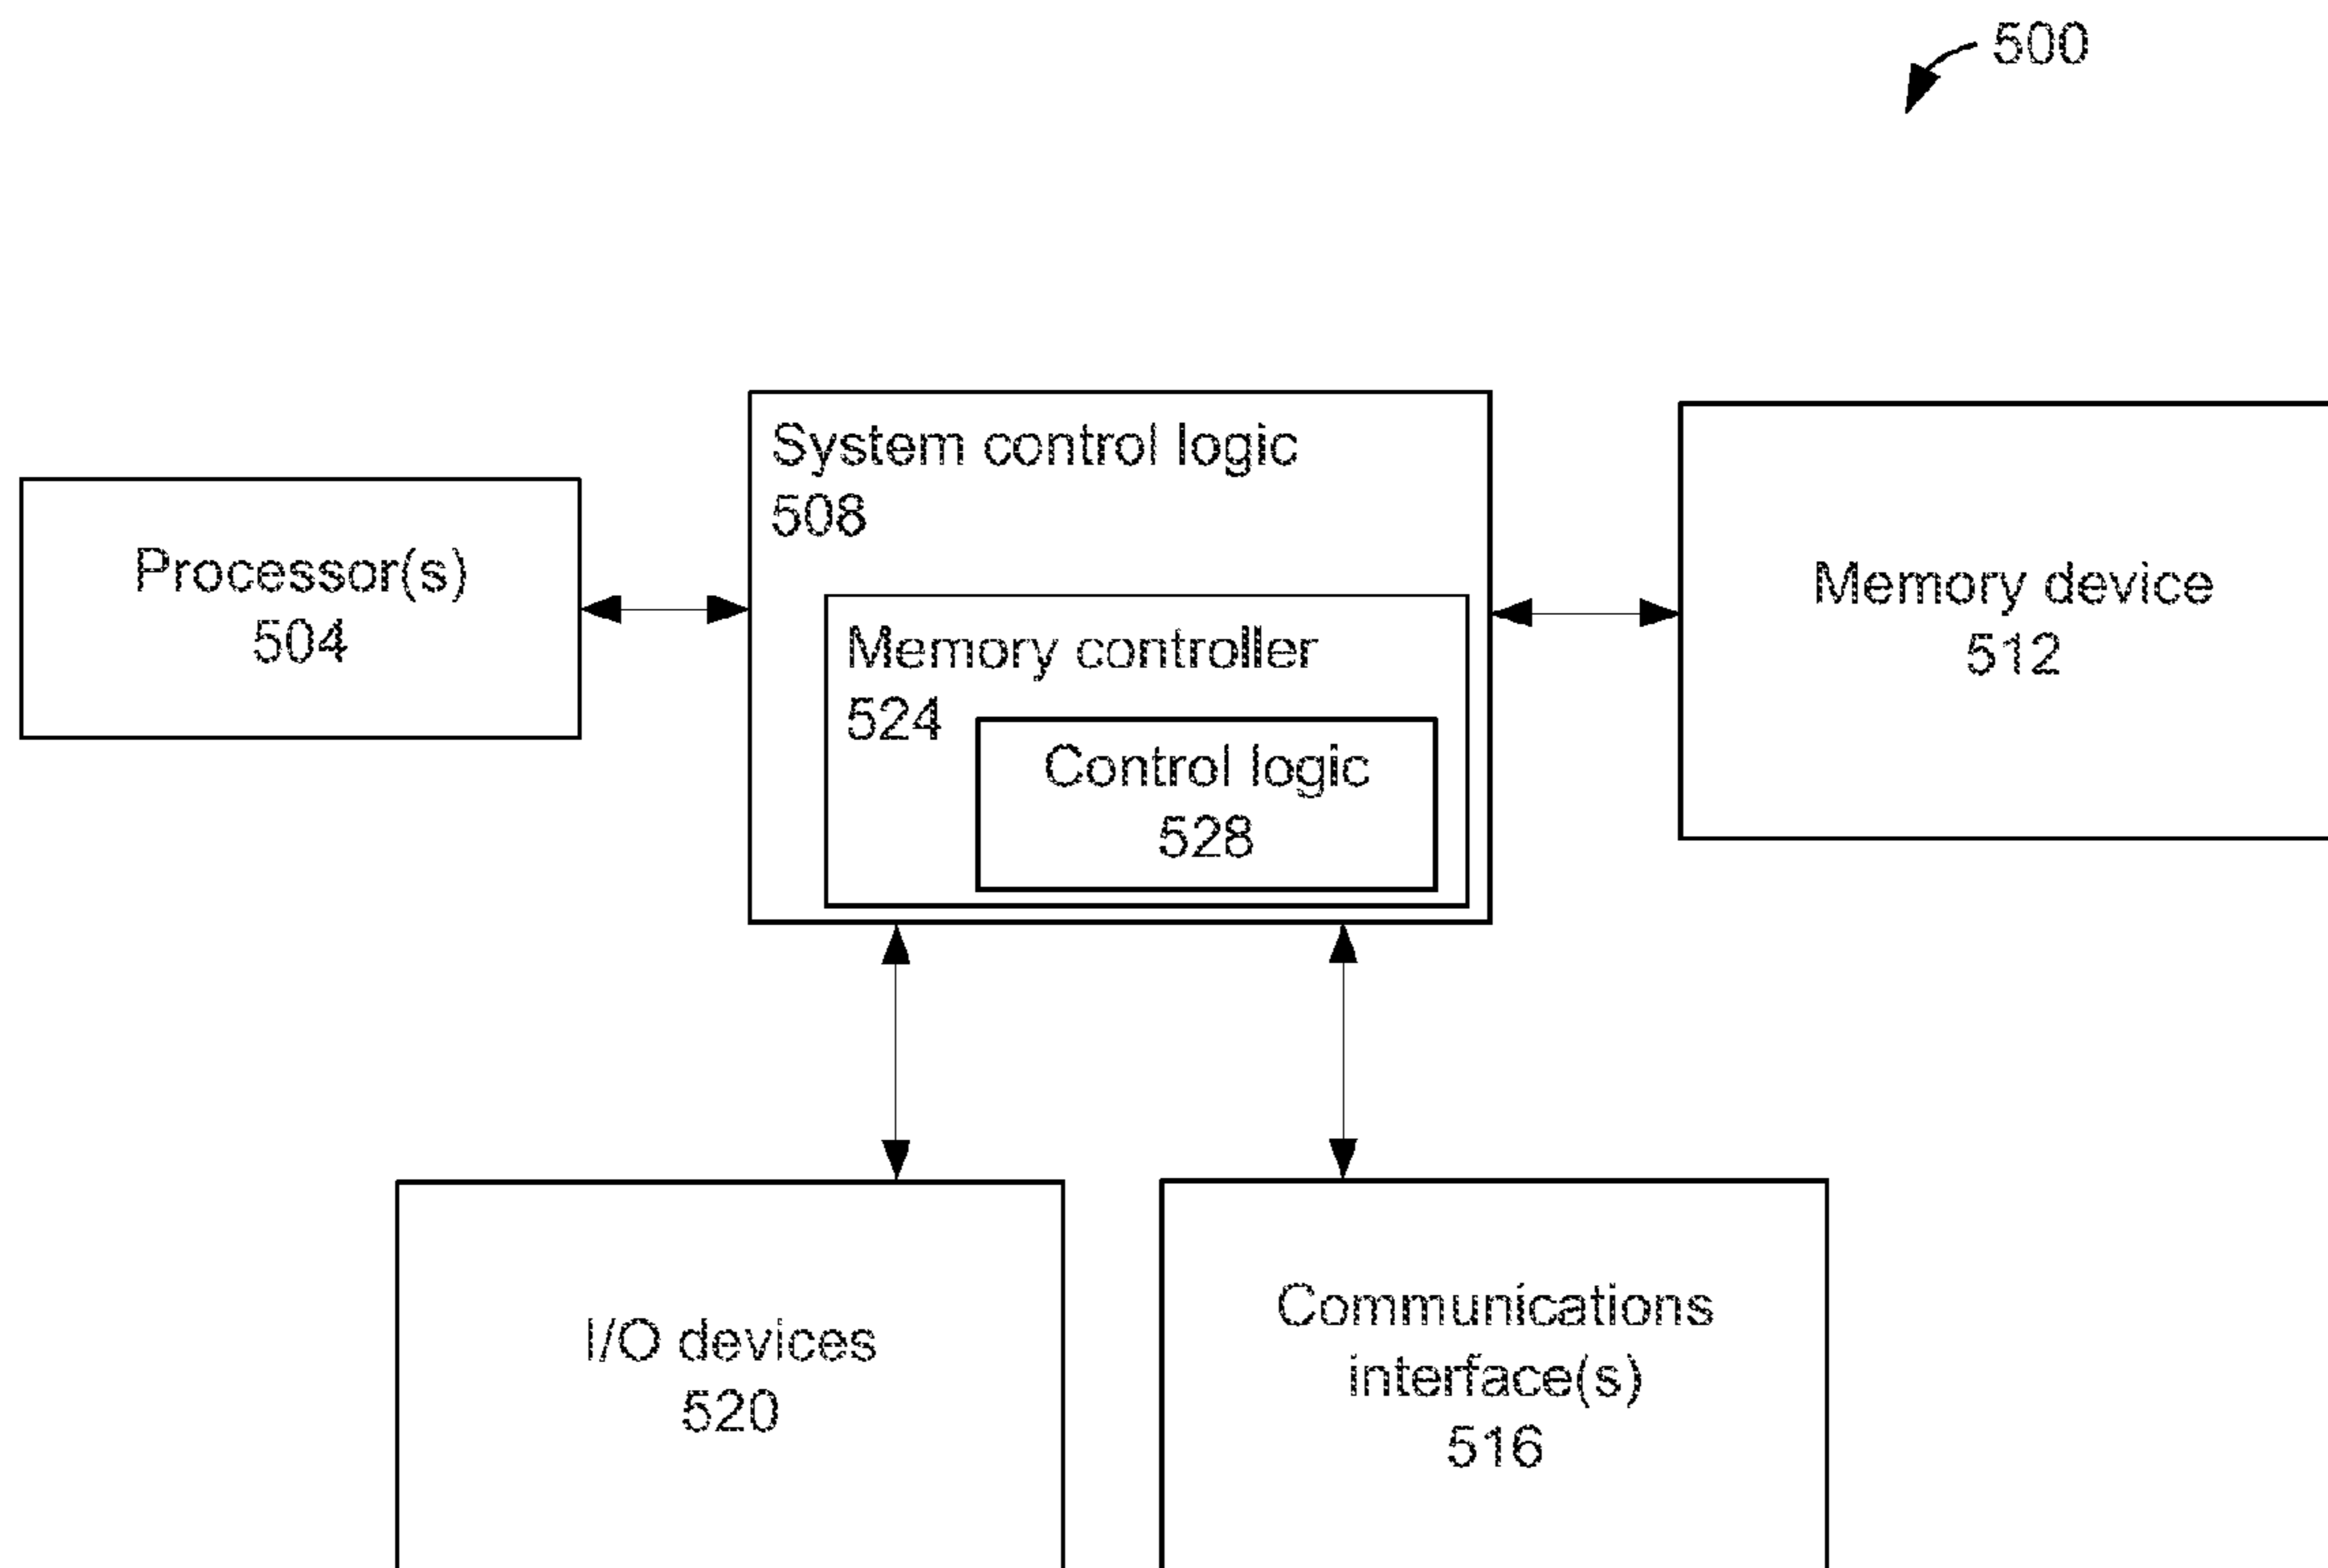 500
System control logic
508
Processor(s)
504
Memory controller
524
Control logic
528
Memory device
512
I/O devices
520
Communications
interface(s)
516